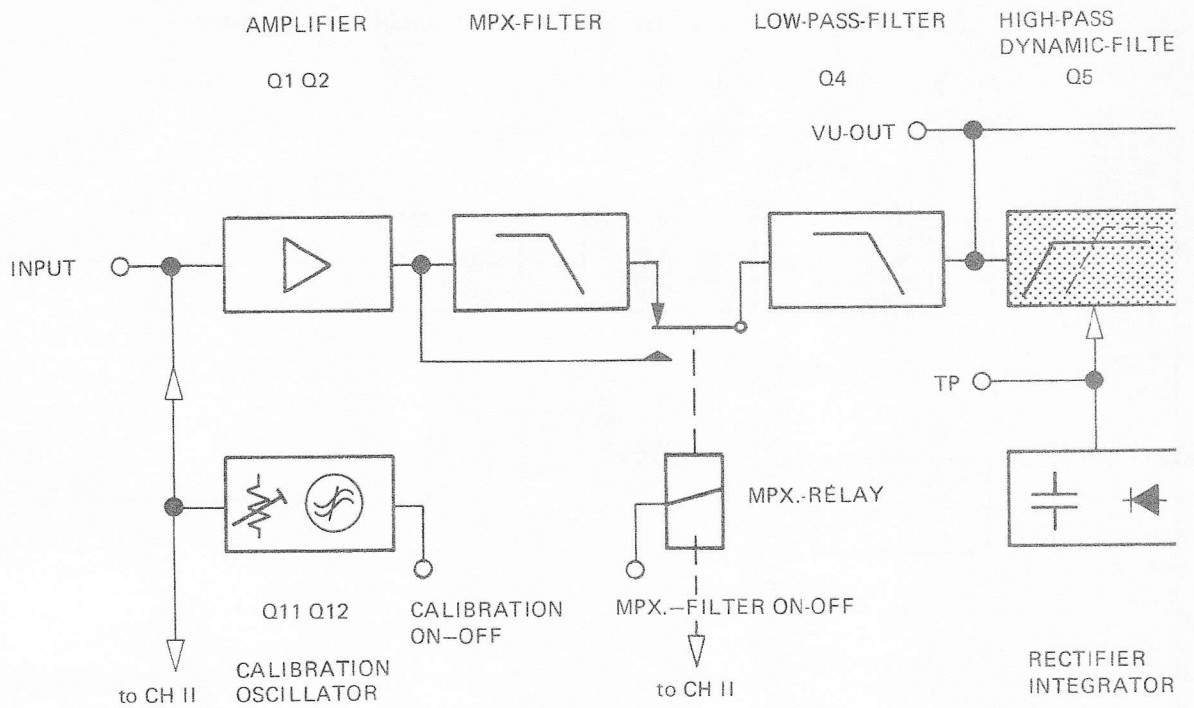 AMPLIFIER
MPX-FILTER
LOW-PASS-FILTER
HIGH-PASS
DYNAMIC-FILTE
Q1 Q2
Q4
Q5
VU-OUT
INPUT
TP
MPX.-RELAY
Q11 Q12
CALIBRATION
ON–OFF
MPX.–FILTER ON-OFF
CALIBRATION
OSCILLATOR
to CH II
to CH II
RECTIFIER
INTEGRATOR